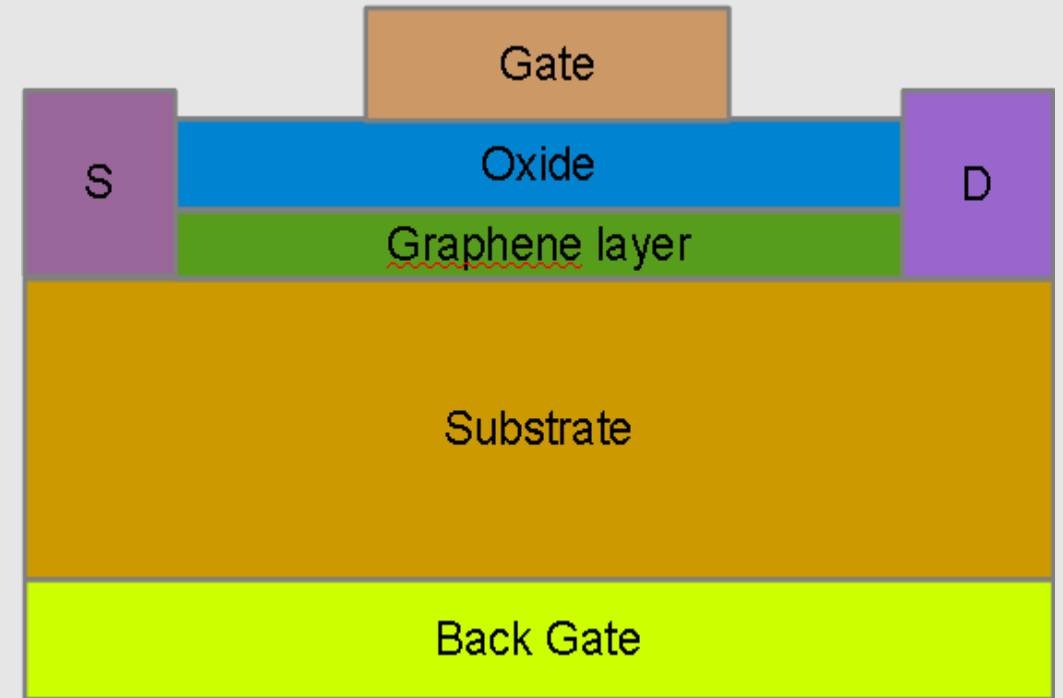 Gate
Oxide
S
D
Graphene layer
Substrate
Back Gate